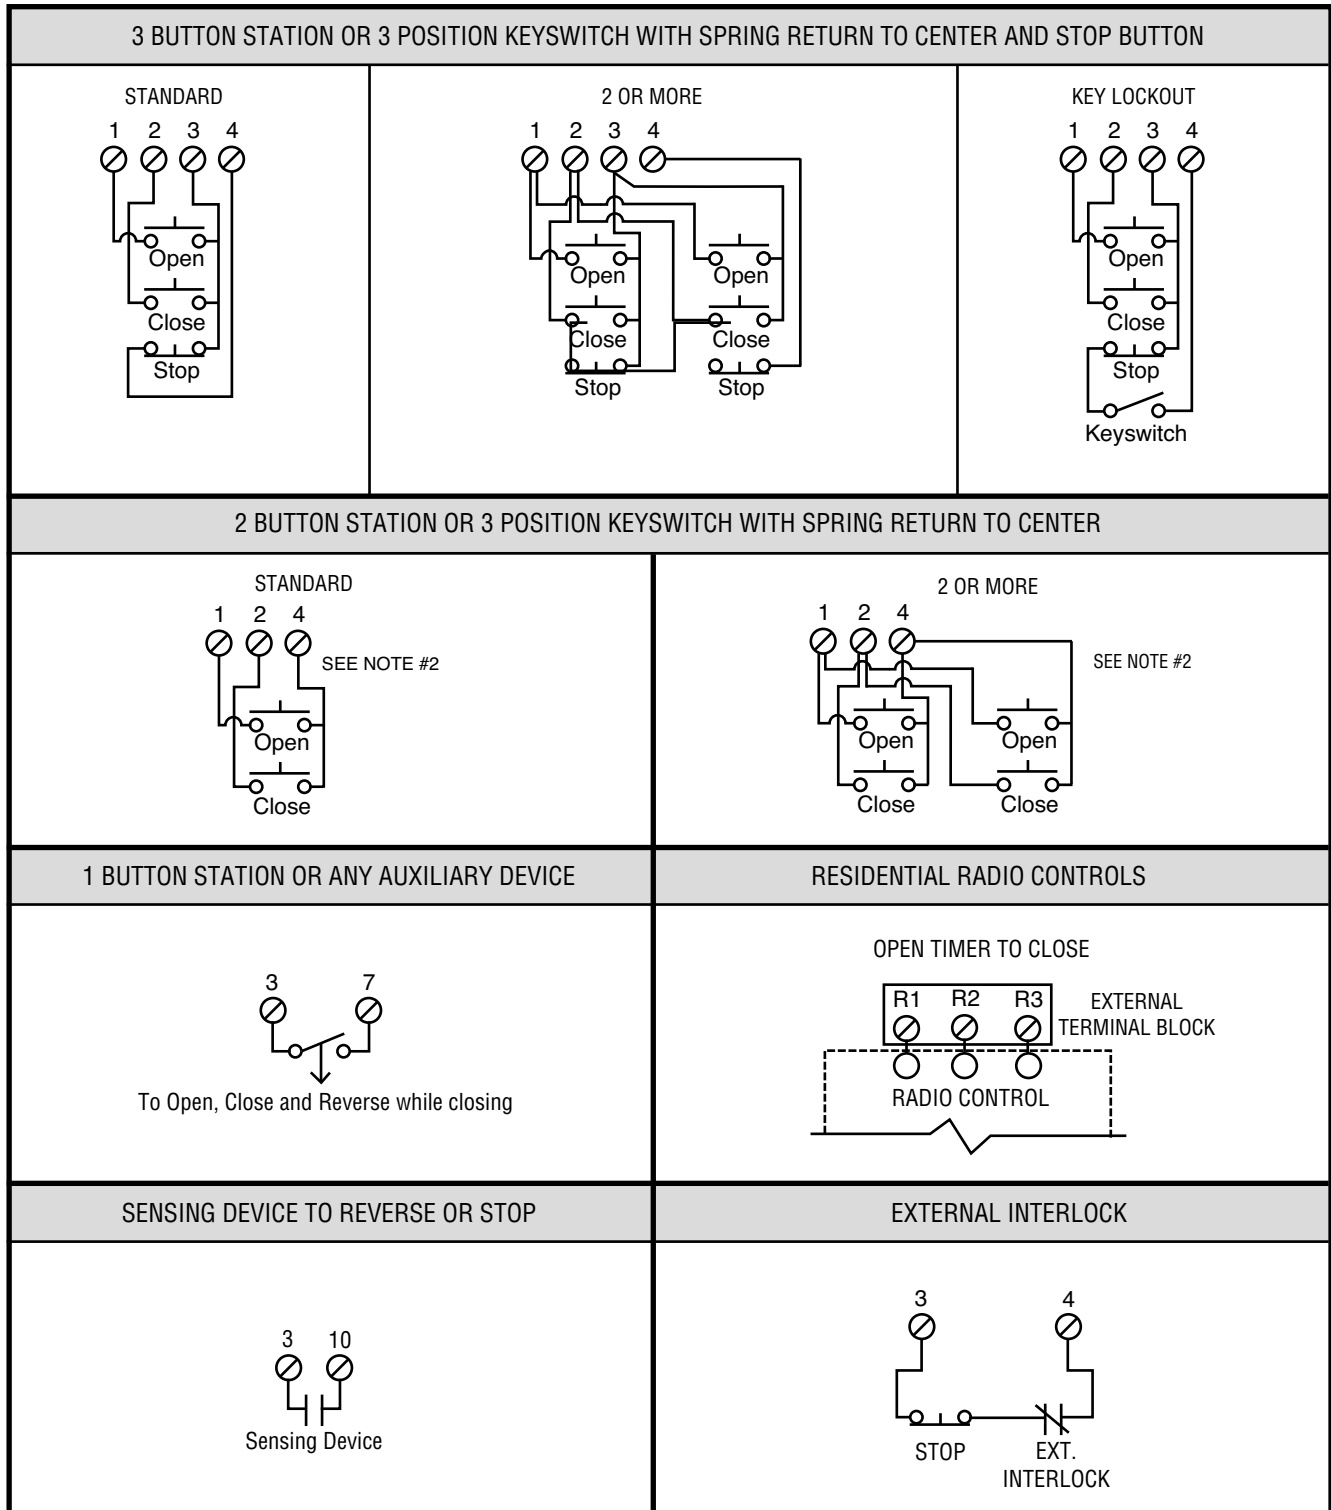 3 BUTTON STATION OR 3 POSITION KEYSWITCH WITH SPRING RETURN TO CENTER AND STOP BUTTON
STANDARD
1 2 3 4
Open
Close
Stop
2 OR MORE
1 2 3 4
Open Open
Close Close
Stop Stop
KEY LOCKOUT
1 2 3 4
Open
Close
Stop
Keyswitch
2 BUTTON STATION OR 3 POSITION KEYSWITCH WITH SPRING RETURN TO CENTER
STANDARD
1 2 4
SEE NOTE #2
Open
Close
2 OR MORE
1 2 4
SEE NOTE #2
Open Open
Close Close
1 BUTTON STATION OR ANY AUXILIARY DEVICE
3 7
To Open, Close and Reverse while closing
RESIDENTIAL RADIO CONTROLS
OPEN TIMER TO CLOSE
R1 R2 R3
EXTERNAL
TERMINAL BLOCK
RADIO CONTROL
SENSING DEVICE TO REVERSE OR STOP
3 10
Sensing Device
EXTERNAL INTERLOCK
3 4
STOP
EXT.
INTERLOCK